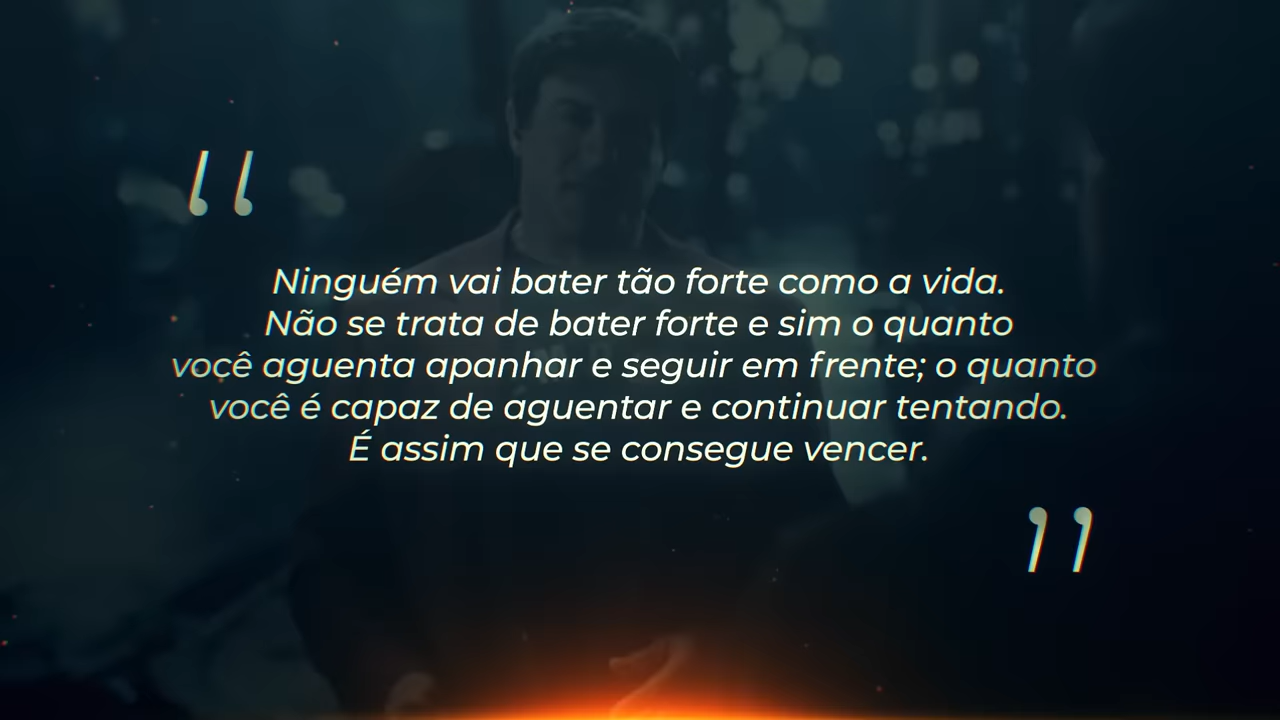 “
Ninguém vai bater tão forte como a vida.
Não se trata de bater forte e sim o quanto
você aguenta apanhar e seguir em frente; o quanto
você é capaz de aguentar e continuar tentando.
É assim que se consegue vencer.
”